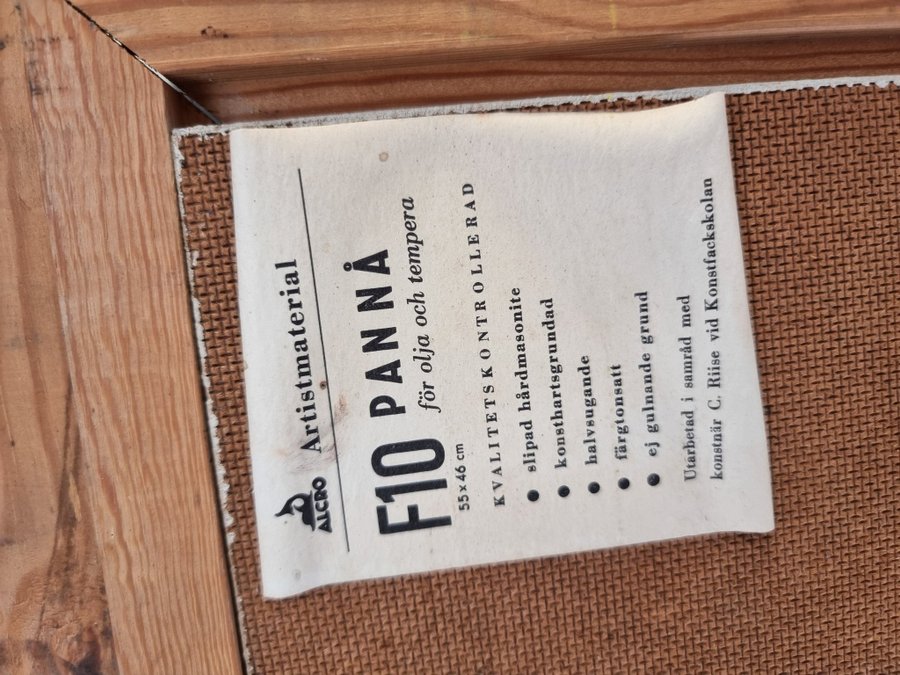 ALCRO
Artistmaterial
F10 PANNÅ
för olja och tempera
55 x 46 cm
KVALITETSKONTROLLERAD
● slipad hårdmasonite
● konsthartsgrundad
● halvsugande
● färgtonsatt
● ej gulnande grund
Utarbetad i samråd med
konstnär C. Riise vid Konstfackskolan